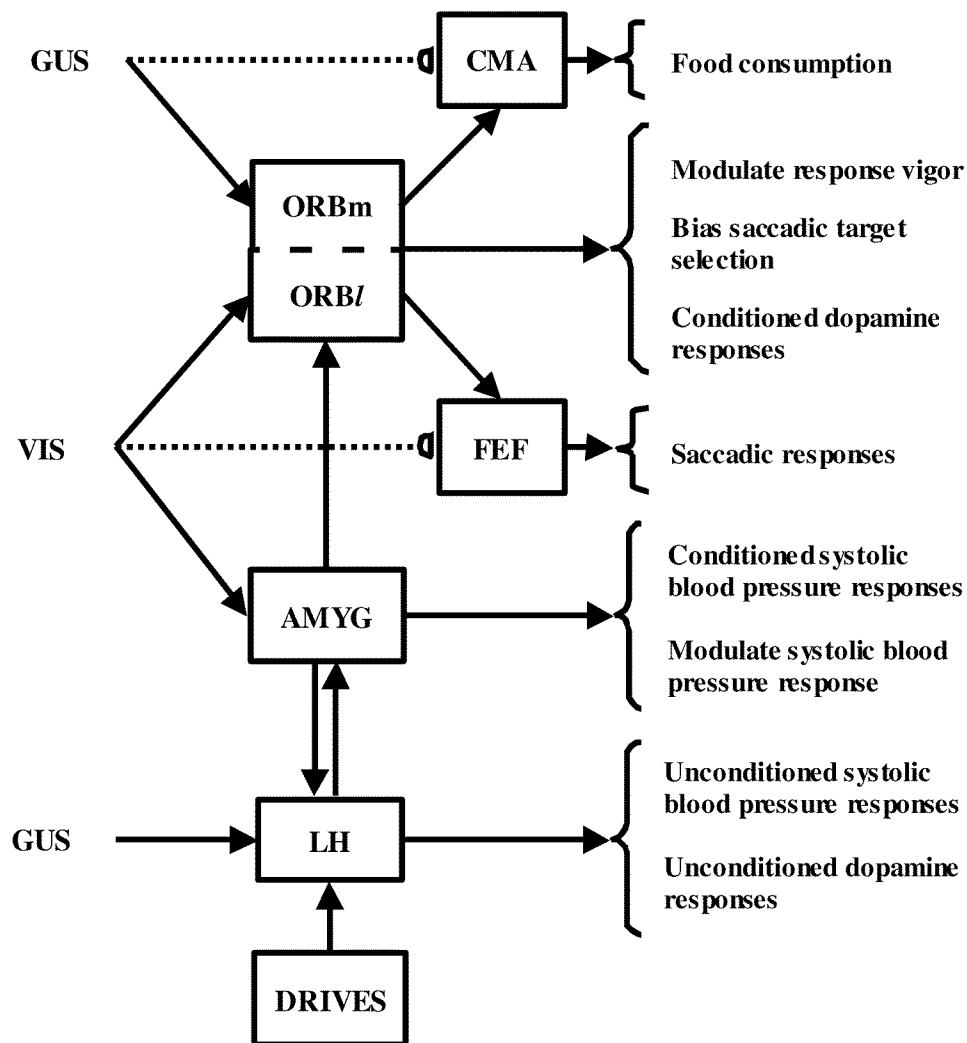 GUS
CMA
Food consumption
ORBm
ORBl
Modulate response vigor
Bias saccadic target
selection
Conditioned dopamine
responses
VIS
FEF
Saccadic responses
AMYG
Conditioned systolic
blood pressure responses
Modulate systolic blood
pressure response
GUS
LH
Unconditioned systolic
blood pressure responses
Unconditioned dopamine
responses
DRIVES